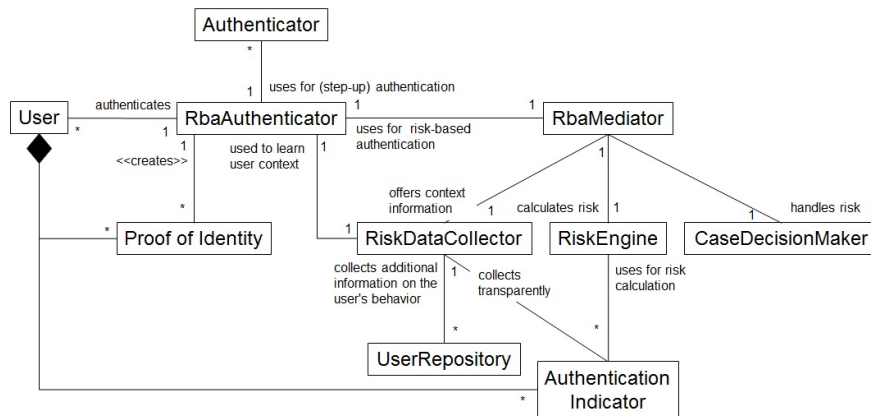 Authenticator
*
1
uses for (step-up) authentication
User
authenticates
*
1
RbaAuthenticator
1
1
RbaMediator
uses for risk-based
authentication
1
<<creates>>
used to learn
user context
1
1
offers context
information
1
calculates risk
1
1
handles risk
*
*
Proof of Identity
1
RiskDataCollector
RiskEngine
CaseDecisionMaker
collects additional
information on the
user's behavior
1
collects
transparently
uses for risk
calculation
*
*
UserRepository
Authentication
Indicator
*